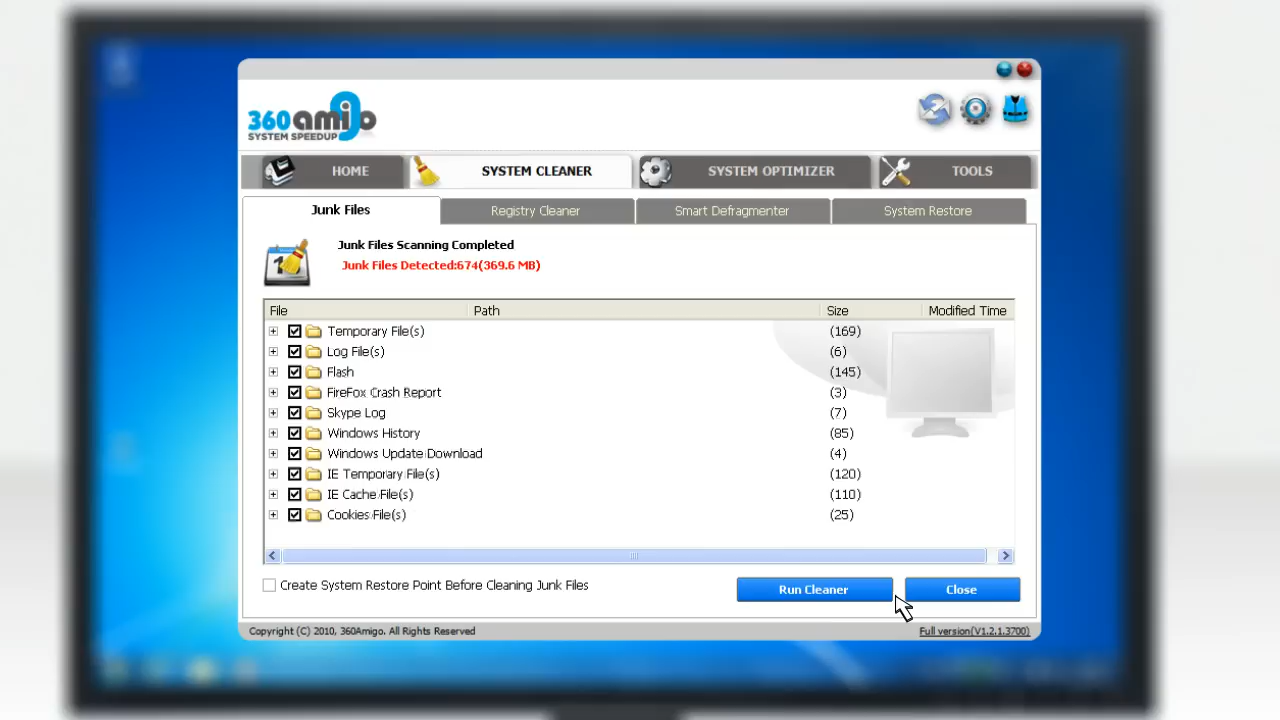 360amigo
SYSTEM SPEEDUP
HOME
SYSTEM CLEANER
SYSTEM OPTIMIZER
TOOLS
Junk Files
Registry Cleaner
Smart Defragmenter
System Restore
Junk Files Scanning Completed
Junk Files Detected:674(369.6 MB)
File Path Size Modified Time
Temporary File(s) (169)
Log File(s) (6)
Flash (145)
FireFox Crash Report (3)
Skype Log (7)
Windows History (85)
Windows Update Download (4)
IE Temporary File(s) (120)
IE Cache File(s) (110)
Cookies File(s) (25)
Create System Restore Point Before Cleaning Junk Files
Run Cleaner
Close
Copyright (C) 2010, 360Amigo. All Rights Reserved
Full version(V1.2.1.3700)